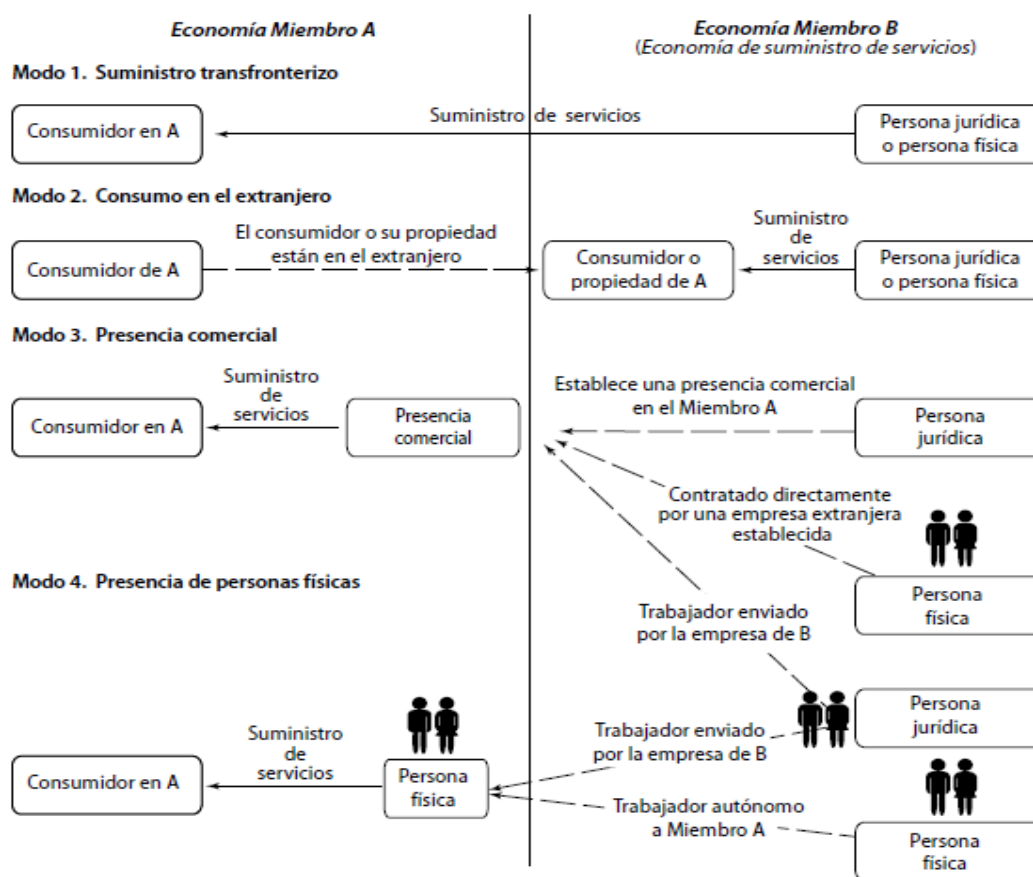 Economía Miembro A
Economía Miembro B
(Economía de suministro de servicios)
Modo 1. Suministro transfronterizo
Consumidor en A
Suministro de servicios
Persona jurídica
o persona física
Modo 2. Consumo en el extranjero
Consumidor de A
El consumidor o su propiedad
están en el extranjero
Consumidor o
propiedad de A
Suministro
de
servicios
Persona jurídica
o persona física
Modo 3. Presencia comercial
Consumidor en A
Suministro
de
servicios
Presencia
comercial
Establece una presencia comercial
en el Miembro A
Persona
jurídica
Contratado directamente
por una empresa extranjera
establecida
Persona
física
Modo 4. Presencia de personas físicas
Trabajador enviado
por la empresa de B
Consumidor en A
Suministro
de
servicios
Persona
física
Trabajador enviado
por la empresa de B
Persona
jurídica
Trabajador autónomo
a Miembro A
Persona
física